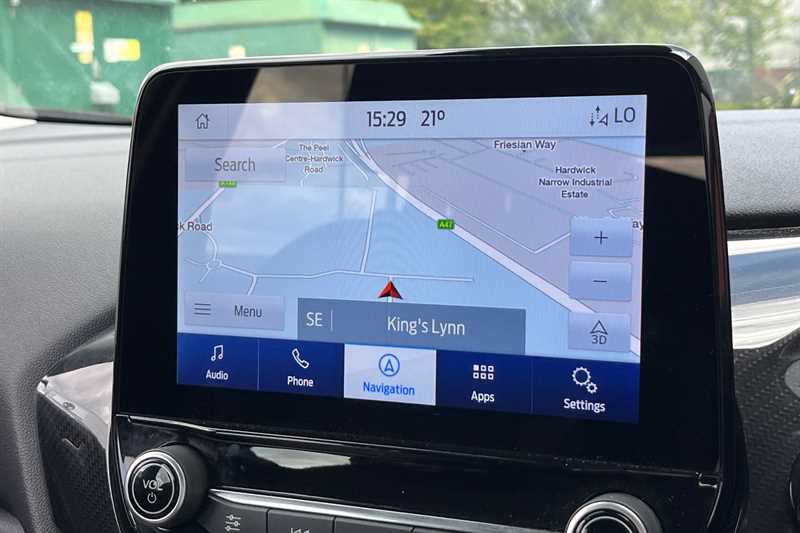 15:29 21° LO
Search
The Peel
Centre-Hardwick
Road
Friesian Way
Hardwick
Narrow Industrial
Estate
A47
Road
+
−
3D
Menu
SE King's Lynn
Audio
Phone
Navigation
Apps
Settings
VOL